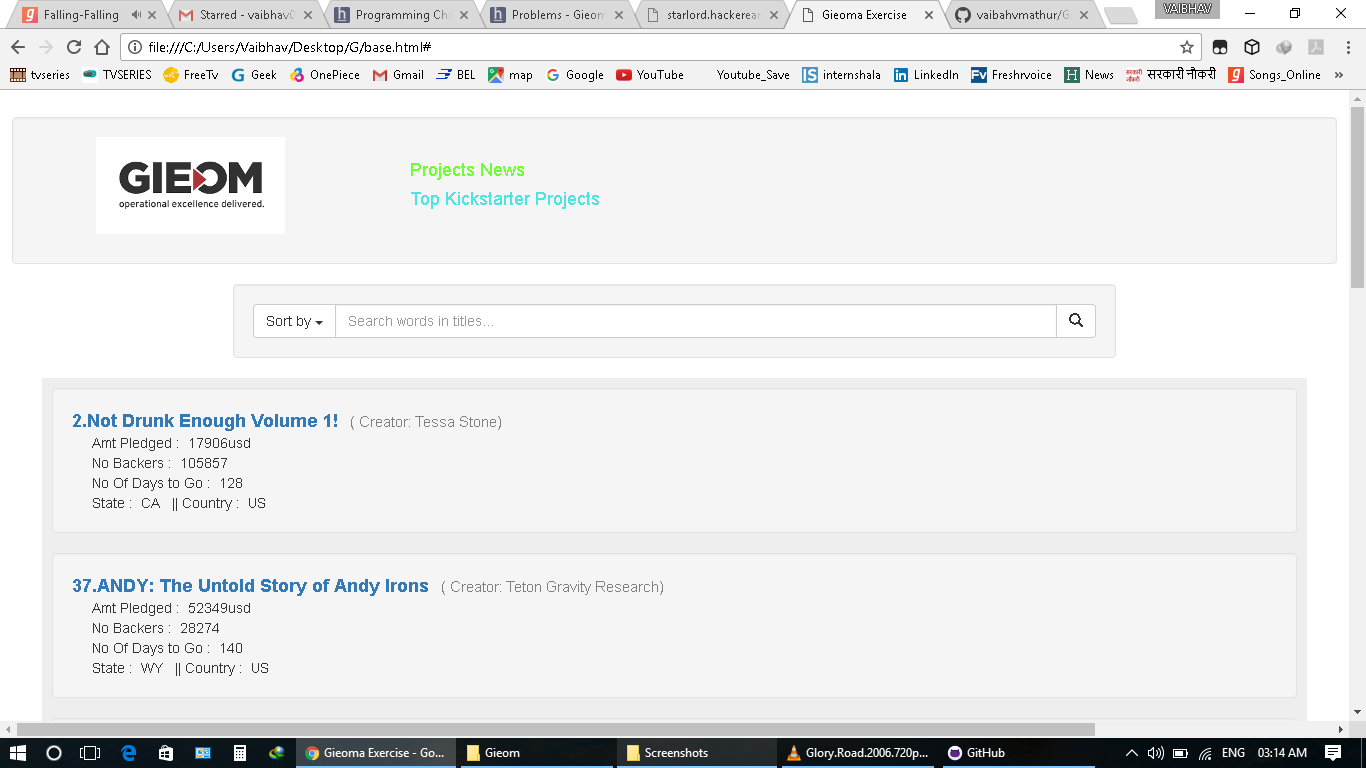 Falling-Falling
Starred - vaibhav0
Programming Cha
Problems - Gieom
starlord.hackerear
Gieoma Exercise
vaibahvmathur/G
VAIBHAV
file:///C:/Users/Vaibhav/Desktop/G/base.html#
tvseries TVSERIES FreeTv Geek OnePiece Gmail BEL map Google YouTube Youtube_Save internshala LinkedIn Freshrvoice News सरकारी नौकरी Songs_Online »
GIEOM
operational excellence delivered.
Projects News
Top Kickstarter Projects
Sort by Search words in titles...
2.Not Drunk Enough Volume 1! ( Creator: Tessa Stone)
Amt Pledged : 17906usd
No Backers : 105857
No Of Days to Go : 128
State : CA || Country : US
37.ANDY: The Untold Story of Andy Irons ( Creator: Teton Gravity Research)
Amt Pledged : 52349usd
No Backers : 28274
No Of Days to Go : 140
State : WY || Country : US
Gieoma Exercise - Go... Gieom Screenshots Glory.Road.2006.720p... GitHub ENG 03:14 AM